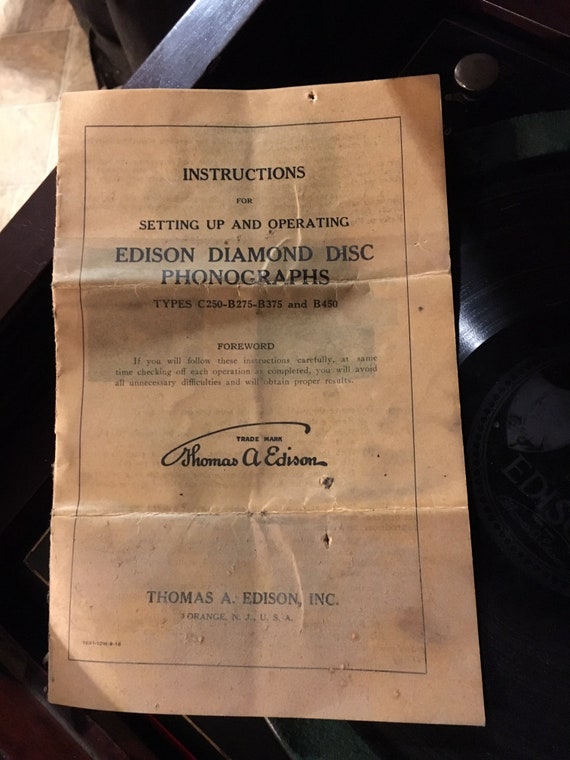 INSTRUCTIONS
FOR
SETTING UP AND OPERATING
EDISON DIAMOND DISC
PHONOGRAPHS
TYPES C250-B275-B375 and B450
FOREWORD
If you will follow these instructions carefully, at same
time checking off each operation as completed, you will avoid
all unnecessary difficulties and will obtain proper results.
TRADE MARK
Thomas A Edison
THOMAS A. EDISON, INC.
ORANGE, N. J., U. S. A.
EDIS